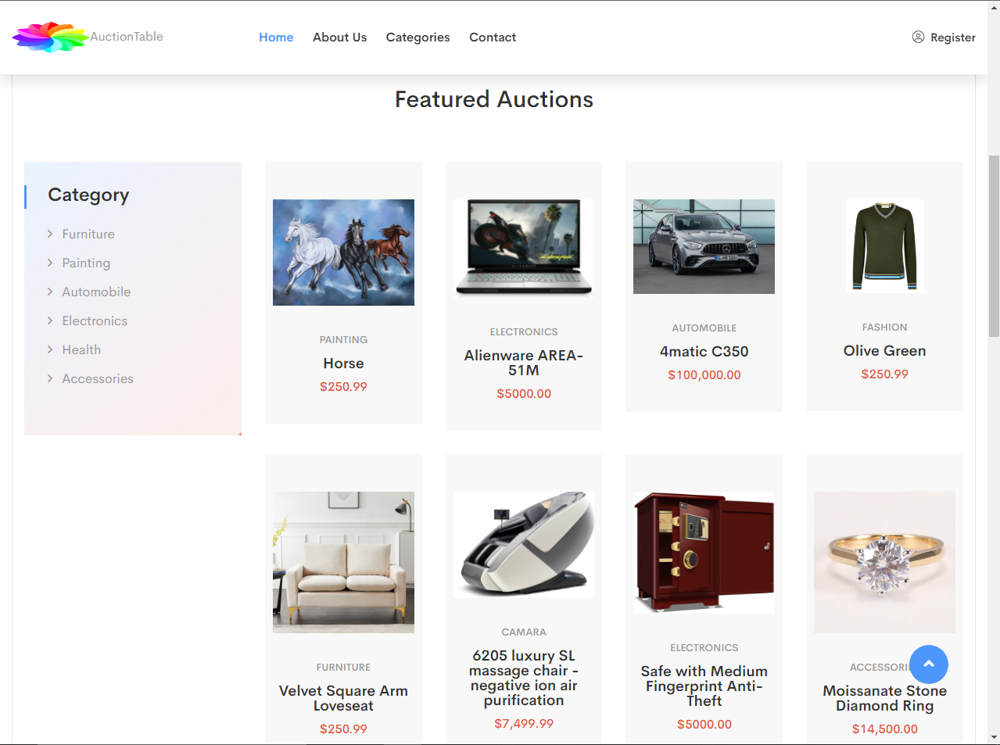 AuctionTable
Home
About Us
Categories
Contact
Register
Featured Auctions
Category
Furniture
Painting
Automobile
Electronics
Health
Accessories
PAINTING
Horse
$250.99
ELECTRONICS
Alienware AREA-
51M
$5000.00
AUTOMOBILE
4matic C350
$100,000.00
FASHION
Olive Green
$250.99
FURNITURE
Velvet Square Arm
Loveseat
$250.99
CAMARA
6205 luxury SL
massage chair -
negative ion air
purification
$7,499.99
ELECTRONICS
Safe with Medium
Fingerprint Anti-
Theft
$5000.00
Moissanate Stone
Diamond Ring
$14,500.00